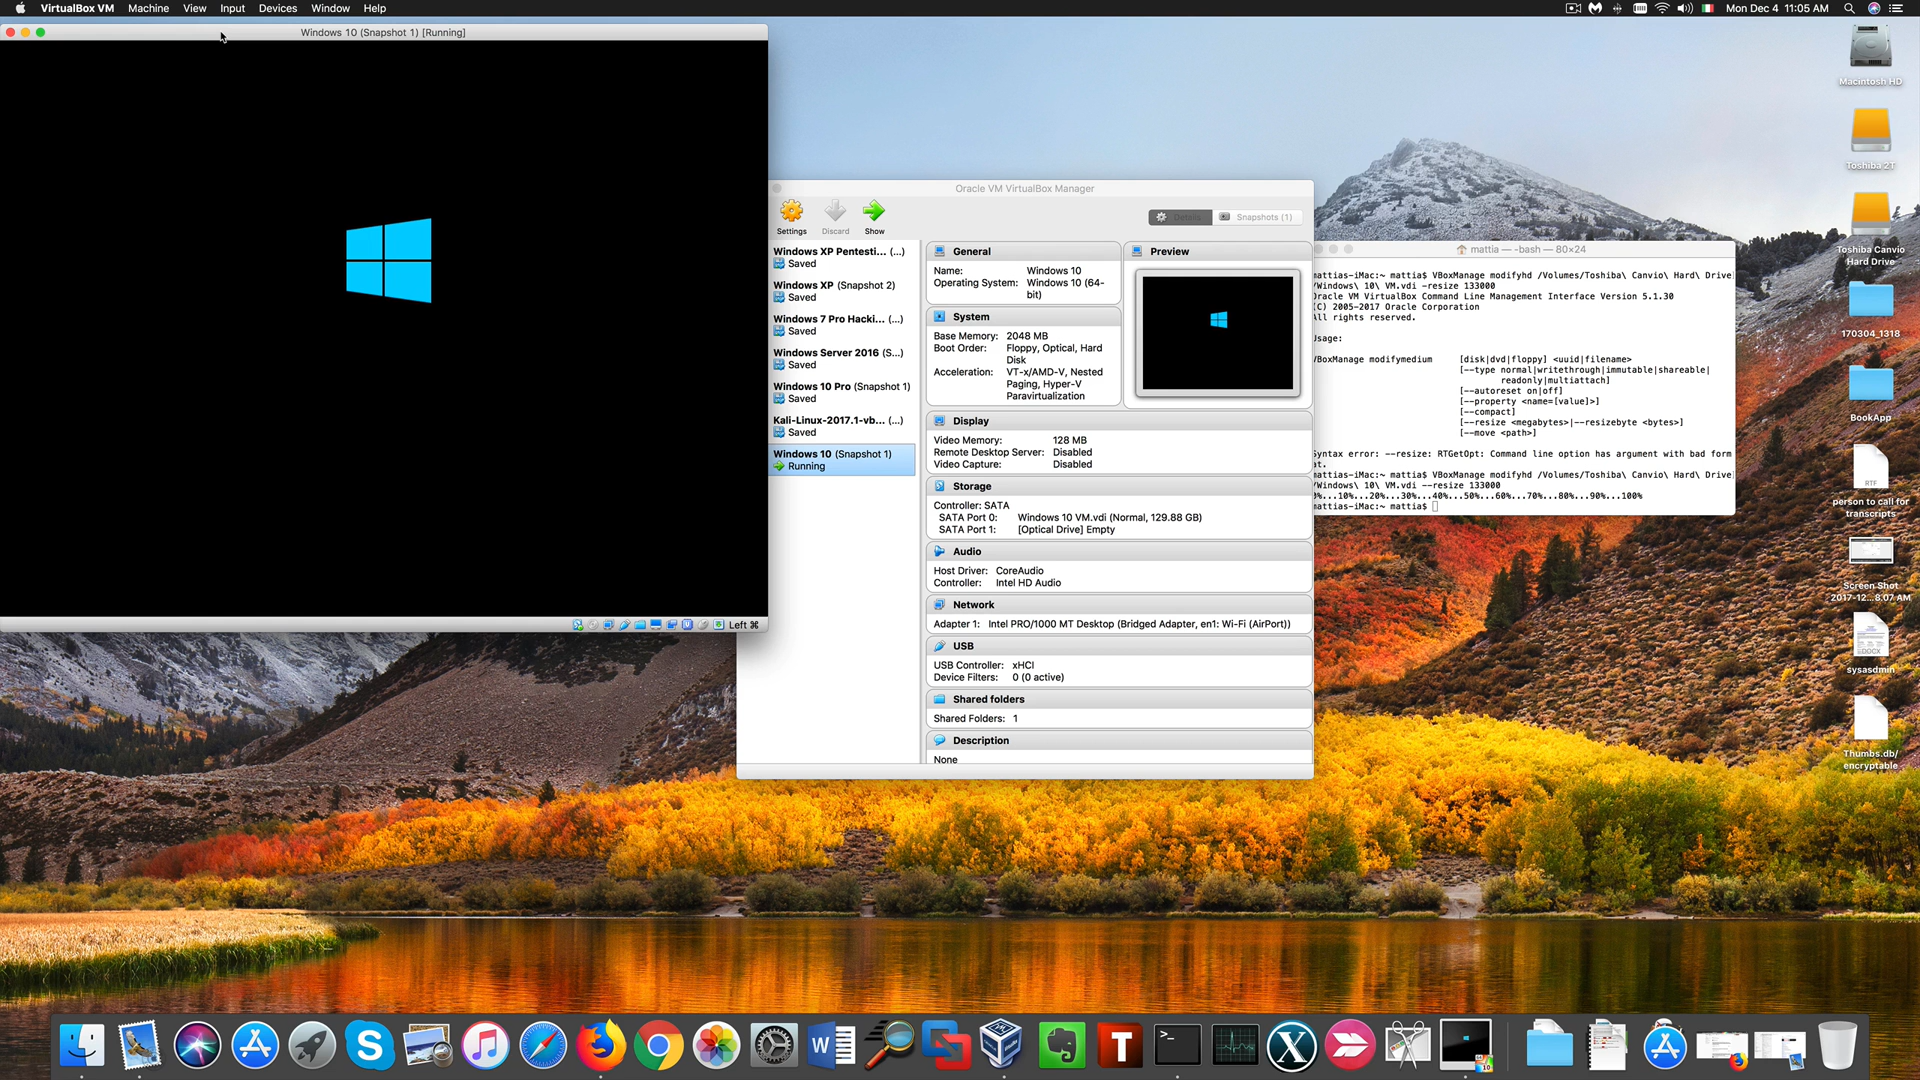 VirtualBox VM Machine View Input Devices Window Help
Mon Dec 4 11:05 AM
Windows 10 (Snapshot 1) [Running]
Left ⌘
Oracle VM VirtualBox Manager
Settings Discard Show
Details Snapshots (1)
Windows XP Pentesti... (...)
Saved
Windows XP (Snapshot 2)
Saved
Windows 7 Pro Hacki... (...)
Saved
Windows Server 2016 (S...)
Saved
Windows 10 Pro (Snapshot 1)
Saved
Kali-Linux-2017.1-vb... (...)
Saved
Windows 10 (Snapshot 1)
Running
General
Name: Windows 10
Operating System: Windows 10 (64-
bit)
System
Base Memory: 2048 MB
Boot Order: Floppy, Optical, Hard
Disk
Acceleration: VT-x/AMD-V, Nested
Paging, Hyper-V
Paravirtualization
Preview
Display
Video Memory: 128 MB
Remote Desktop Server: Disabled
Video Capture: Disabled
Storage
Controller: SATA
SATA Port 0: Windows 10 VM.vdi (Normal, 129.88 GB)
SATA Port 1: [Optical Drive] Empty
Audio
Host Driver: CoreAudio
Controller: Intel HD Audio
Network
Adapter 1: Intel PRO/1000 MT Desktop (Bridged Adapter, en1: Wi-Fi (AirPort))
USB
USB Controller: xHCI
Device Filters: 0 (0 active)
Shared folders
Shared Folders: 1
Description
None
mattia — -bash — 80×24
mattias-iMac:~ mattia$ VBoxManage modifyhd /Volumes/Toshiba\ Canvio\ Hard\ Drive
/Windows\ 10\ VM.vdi -resize 133000
Oracle VM VirtualBox Command Line Management Interface Version 5.1.30
(C) 2005-2017 Oracle Corporation
All rights reserved.
Usage:
VBoxManage modifymedium [disk|dvd|floppy] <uuid|filename>
[--type normal|writethrough|immutable|shareable|
readonly|multiattach]
[--autoreset on|off]
[--property <name=[value]>]
[--compact]
[--resize <megabytes>|--resizebyte <bytes>]
[--move <path>]
Syntax error: --resize: RTGetOpt: Command line option has argument with bad form
at.
mattias-iMac:~ mattia$ VBoxManage modifyhd /Volumes/Toshiba\ Canvio\ Hard\ Drive
/Windows\ 10\ VM.vdi --resize 133000
0%...10%...20%...30%...40%...50%...60%...70%...80%...90%...100%
mattias-iMac:~ mattia$
Macintosh HD
Toshiba 2T
Toshiba Canvio
Hard Drive
170304_1318
BookApp
RTF
person to call for
transcripts
Screen Shot
2017-12...8.07 AM
DOCX
sysasdmin
Thumbs.db/
encryptable